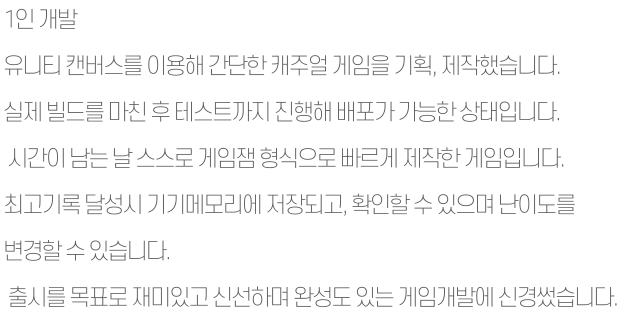 1인 개발
유니티 캔버스를 이용해 간단한 캐주얼 게임을 기획, 제작했습니다.
실제 빌드를 마친 후 테스트까지 진행해 배포가 가능한 상태입니다.
시간이 남는 날 스스로 게임잼 형식으로 빠르게 제작한 게임입니다.
최고기록 달성시 기기메모리에 저장되고, 확인할 수 있으며 난이도를
변경할 수 있습니다.
출시를 목표로 재미있고 신선하며 완성도 있는 게임개발에 신경썼습니다.